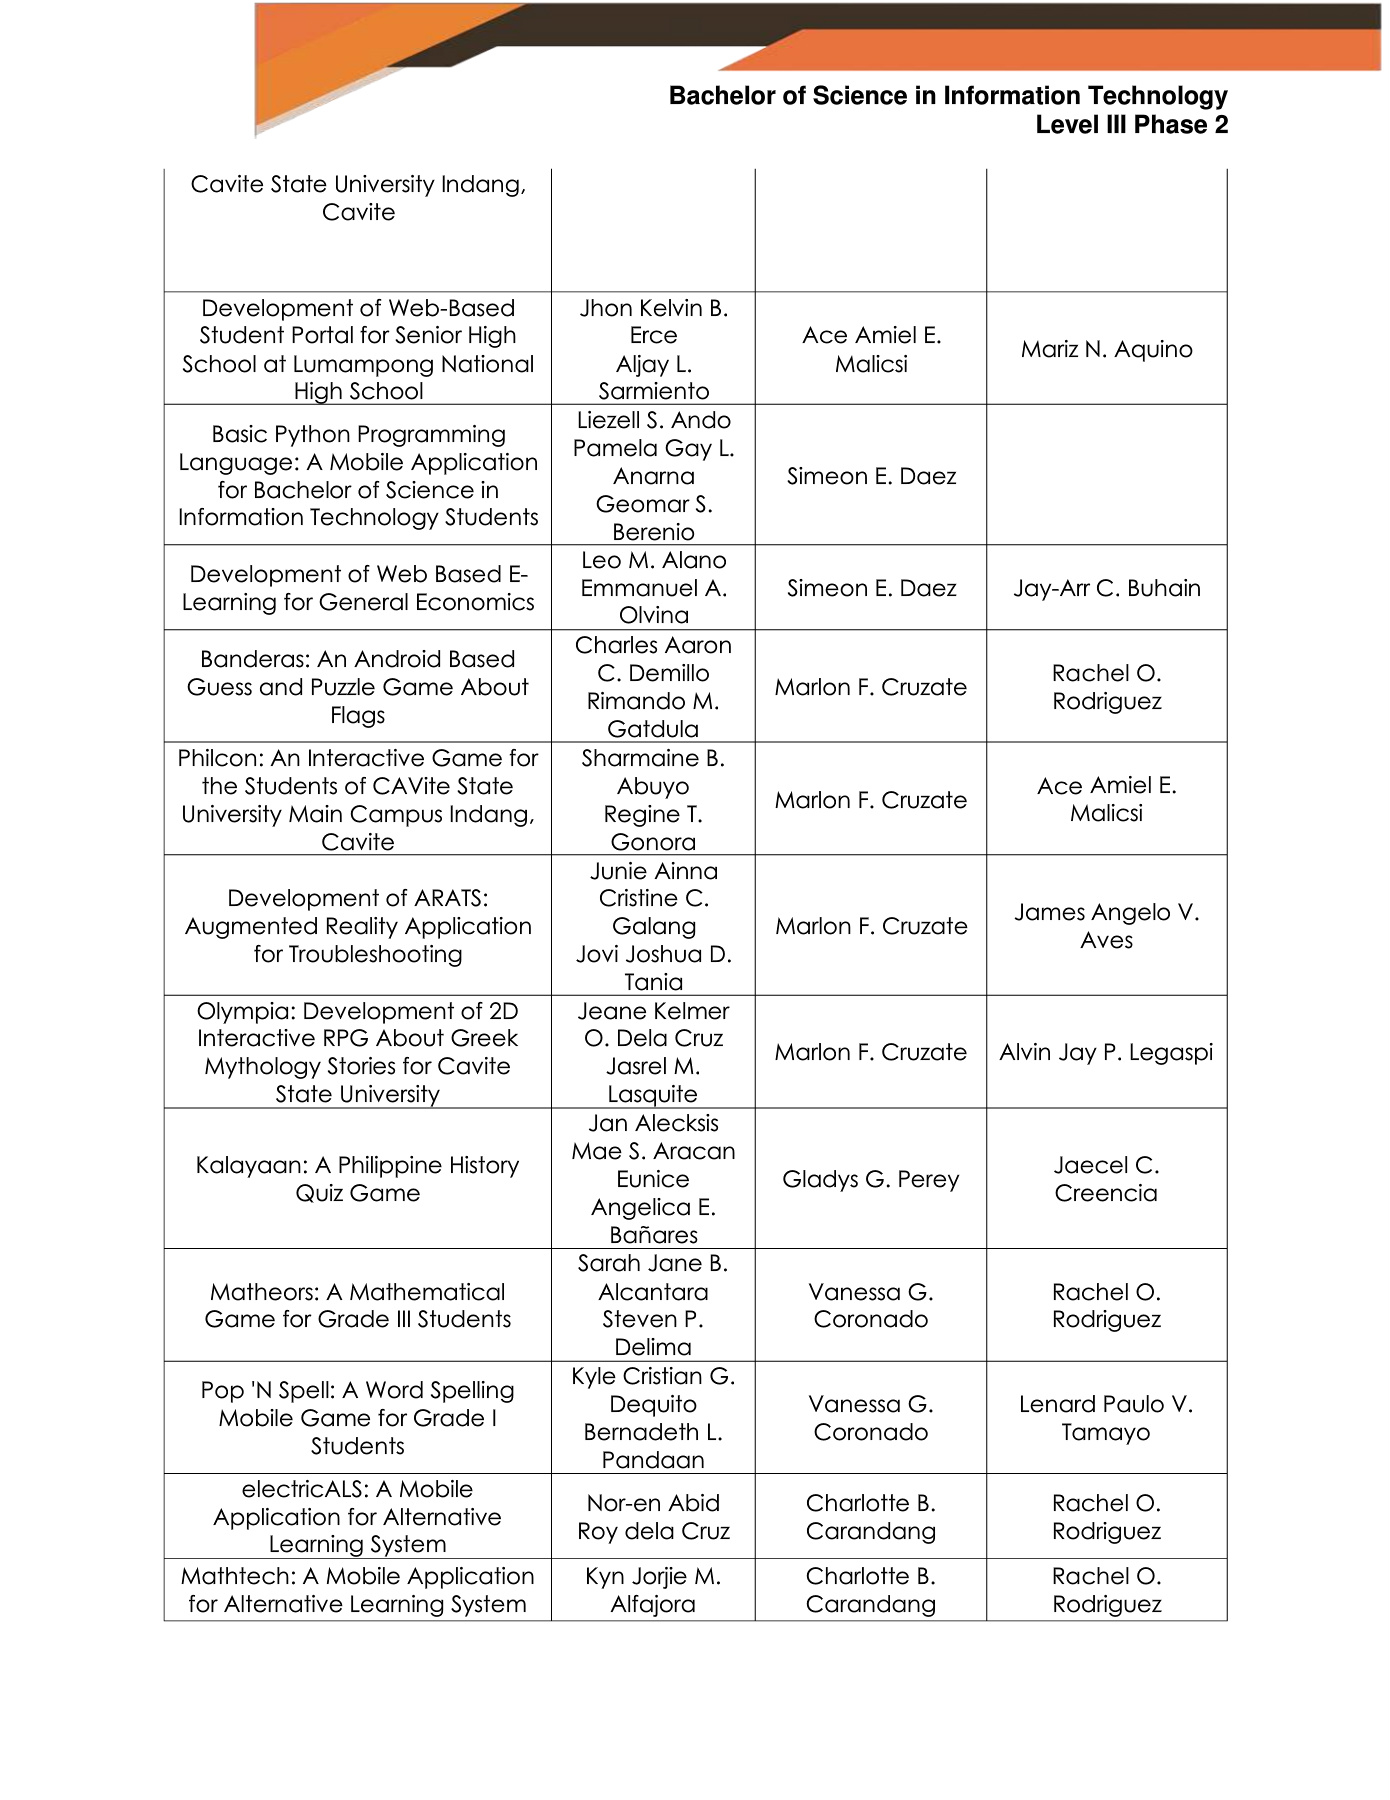 Bachelor of Science in Information Technology
Level III Phase 2
Cavite State University Indang,
Cavite
Development of Web-Based
Student Portal for Senior High
School at Lumampong National
High School
Jhon Kelvin B.
Erce
Aljay L.
Sarmiento
Ace Amiel E.
Malicsi
Mariz N. Aquino
Basic Python Programming
Language: A Mobile Application
for Bachelor of Science in
Information Technology Students
Liezell S. Ando
Pamela Gay L.
Anarna
Geomar S.
Berenio
Simeon E. Daez
Development of Web Based E-
Learning for General Economics
Leo M. Alano
Emmanuel A.
Olvina
Simeon E. Daez
Jay-Arr C. Buhain
Banderas: An Android Based
Guess and Puzzle Game About
Flags
Charles Aaron
C. Demillo
Rimando M.
Gatdula
Marlon F. Cruzate
Rachel O.
Rodriguez
Philcon: An Interactive Game for
the Students of CAVite State
University Main Campus Indang,
Cavite
Sharmaine B.
Abuyo
Regine T.
Gonora
Marlon F. Cruzate
Ace Amiel E.
Malicsi
Development of ARATS:
Augmented Reality Application
for Troubleshooting
Junie Ainna
Cristine C.
Galang
Jovi Joshua D.
Tania
Marlon F. Cruzate
James Angelo V.
Aves
Olympia: Development of 2D
Interactive RPG About Greek
Mythology Stories for Cavite
State University
Jeane Kelmer
O. Dela Cruz
Jasrel M.
Lasquite
Marlon F. Cruzate
Alvin Jay P. Legaspi
Kalayaan: A Philippine History
Quiz Game
Jan Alecksis
Mae S. Aracan
Eunice
Angelica E.
Bañares
Gladys G. Perey
Jaecel C.
Creencia
Matheors: A Mathematical
Game for Grade III Students
Sarah Jane B.
Alcantara
Steven P.
Delima
Vanessa G.
Coronado
Rachel O.
Rodriguez
Pop 'N Spell: A Word Spelling
Mobile Game for Grade I
Students
Kyle Cristian G.
Dequito
Bernadeth L.
Pandaan
Vanessa G.
Coronado
Lenard Paulo V.
Tamayo
electricALS: A Mobile
Application for Alternative
Learning System
Nor-en Abid
Roy dela Cruz
Charlotte B.
Carandang
Rachel O.
Rodriguez
Mathtech: A Mobile Application
for Alternative Learning System
Kyn Jorjie M.
Alfajora
Charlotte B.
Carandang
Rachel O.
Rodriguez